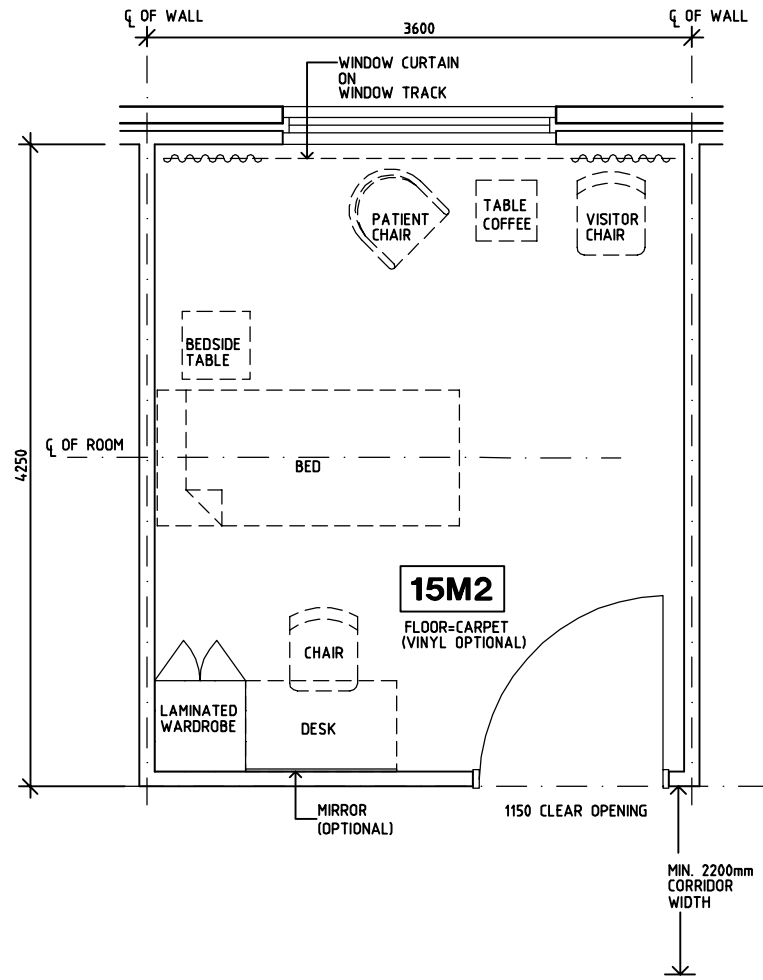 ℄ OF WALL
℄ OF WALL
3600
WINDOW CURTAIN
ON
WINDOW TRACK
PATIENT
CHAIR
TABLE
COFFEE
VISITOR
CHAIR
BEDSIDE
TABLE
℄ OF ROOM
4250
BED
15M2
FLOOR=CARPET
(VINYL OPTIONAL)
CHAIR
LAMINATED
WARDROBE
DESK
MIRROR
(OPTIONAL)
1150 CLEAR OPENING
MIN. 2200mm
CORRIDOR
WIDTH